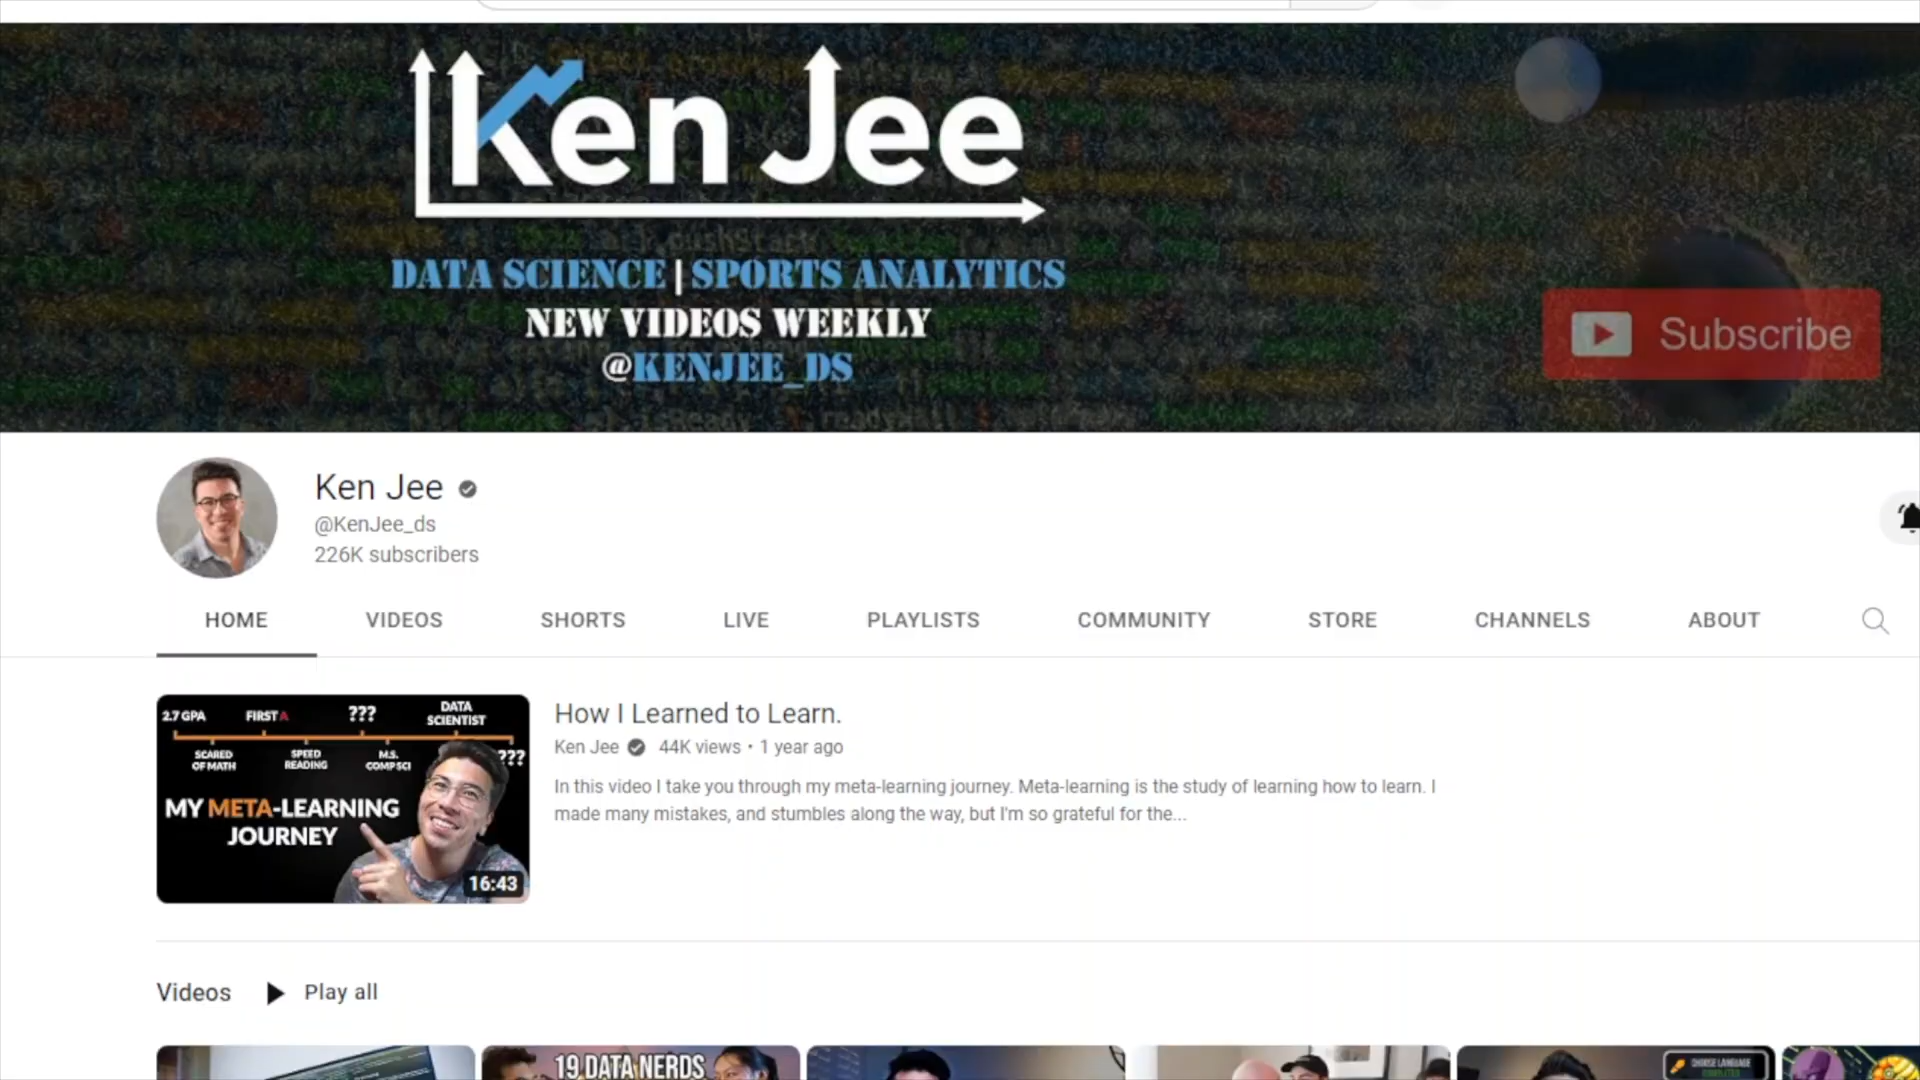 Ken Jee
DATA SCIENCE | SPORTS ANALYTICS
NEW VIDEOS WEEKLY
@KENJEE_DS
Subscribe
Ken Jee
@KenJee_ds
226K subscribers
HOME VIDEOS SHORTS LIVE PLAYLISTS COMMUNITY STORE CHANNELS ABOUT
2.7 GPA FIRST A ??? DATA SCIENTIST
SCARED OF MATH SPEED READING M.S. COMP SCI ???
MY META-LEARNING
JOURNEY
16:43
How I Learned to Learn.
Ken Jee 44K views • 1 year ago
In this video I take you through my meta-learning journey. Meta-learning is the study of learning how to learn. I
made many mistakes, and stumbles along the way, but I'm so grateful for the...
Videos Play all
19 DATA NERDS
CHOOSE LANGUAGE